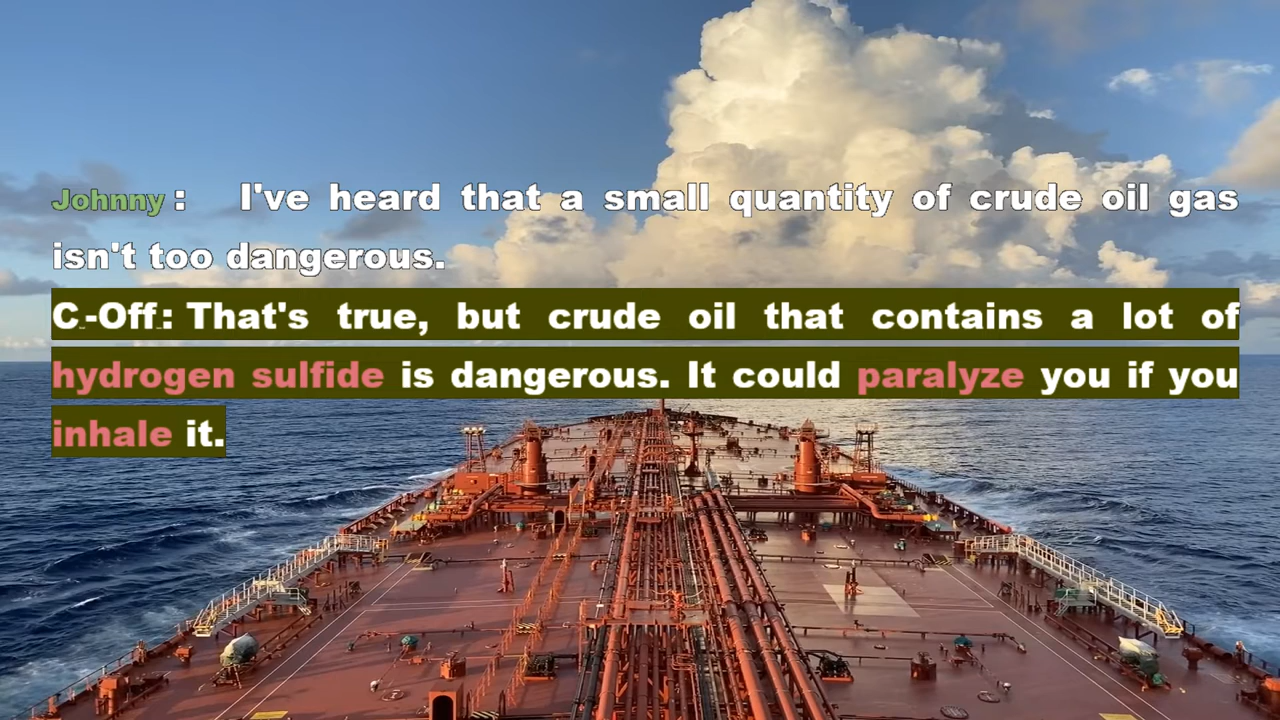 Johnny : I've heard that a small quantity of crude oil gas
isn't too dangerous.
C.-Off.: That's true, but crude oil that contains a lot of
hydrogen sulfide is dangerous. It could paralyze you if you
inhale it.